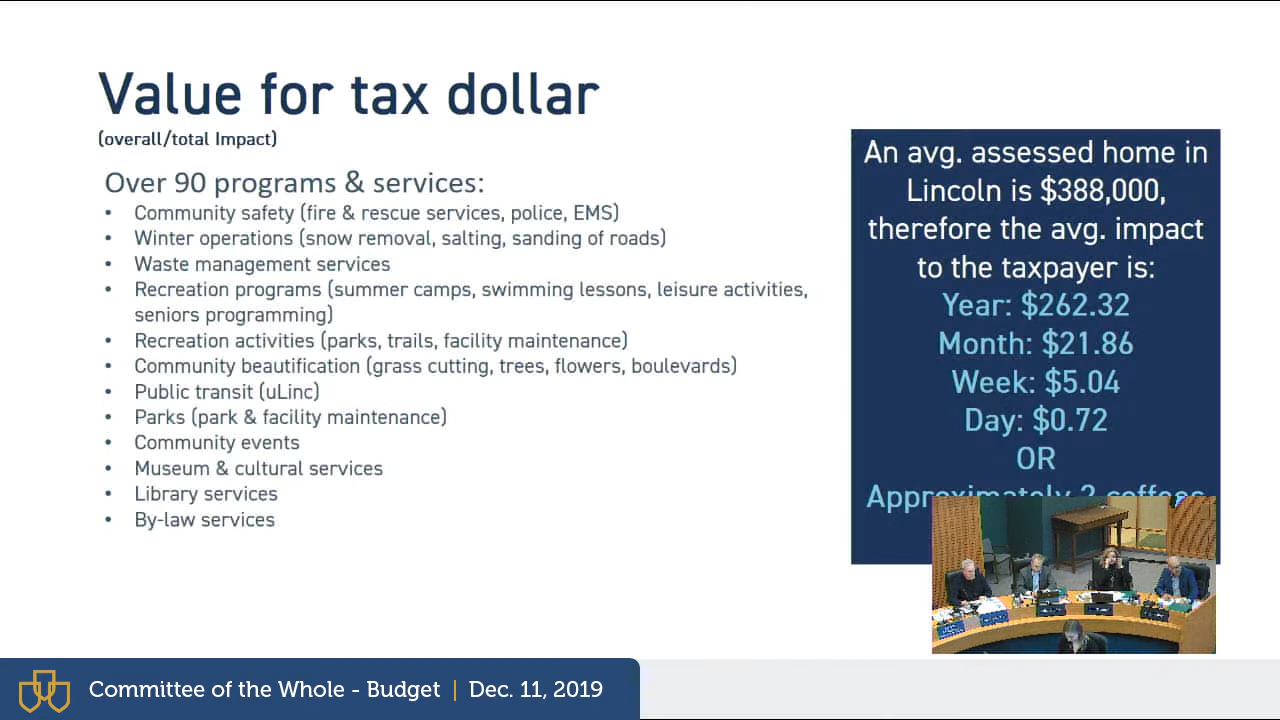 Value for tax dollar
(overall/total Impact)
Over 90 programs & services:
• Community safety (fire & rescue services, police, EMS)
• Winter operations (snow removal, salting, sanding of roads)
• Waste management services
• Recreation programs (summer camps, swimming lessons, leisure activities,
seniors programming)
• Recreation activities (parks, trails, facility maintenance)
• Community beautification (grass cutting, trees, flowers, boulevards)
• Public transit (uLinc)
• Parks (park & facility maintenance)
• Community events
• Museum & cultural services
• Library services
• By-law services
An avg. assessed home in
Lincoln is $388,000,
therefore the avg. impact
to the taxpayer is:
Year: $262.32
Month: $21.86
Week: $5.04
Day: $0.72
OR
Approximately 2 coffees
Committee of the Whole - Budget | Dec. 11, 2019